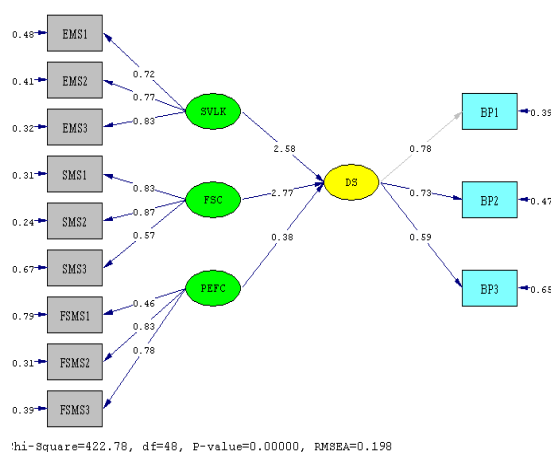 0.48 EMS1
0.41 EMS2
0.32 EMS3
0.31 SMS1
0.24 SMS2
0.67 SMS3
0.79 FSMS1
0.31 FSMS2
0.39 FSMS3
0.72
0.77
0.83
0.83
0.87
0.57
0.46
0.83
0.78
SVLK
FSC
PEFC
2.58
2.77
0.38
DS
0.78
0.73
0.59
BP1 0.39
BP2 0.47
BP3 0.65
hi-Square=422.78, df=48, P-value=0.00000, RMSEA=0.198